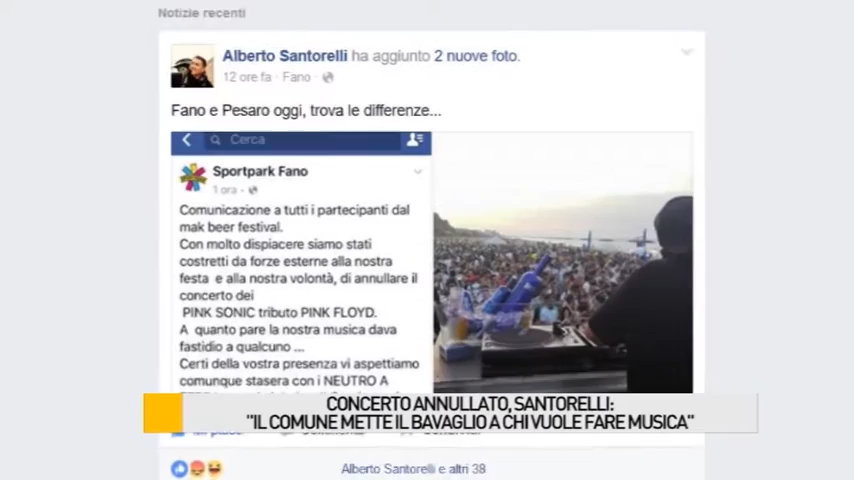 Notizie recenti
Alberto Santorelli ha aggiunto 2 nuove foto.
12 ore fa · Fano ·
Fano e Pesaro oggi, trova le differenze...
Cerca
Sportpark Fano
1 ora ·
Comunicazione a tutti i partecipanti dal
mak beer festival.
Con molto dispiacere siamo stati
costretti da forze esterne alla nostra
festa e alla nostra volontà, di annullare il
concerto dei
PINK SONIC tributo PINK FLOYD.
A quanto pare la nostra musica dava
fastidio a qualcuno ...
Certi della vostra presenza vi aspettiamo
comunque stasera con i NEUTRO A
CONCERTO ANNULLATO, SANTORELLI:
"IL COMUNE METTE IL BAVAGLIO A CHI VUOLE FARE MUSICA"
Alberto Santorelli e altri 38